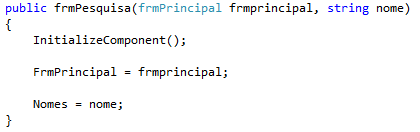 public frmPesquisa(frmPrincipal frmprincipal, string nome)
{
    InitializeComponent();
    FrmPrincipal = frmprincipal;
    Nomes = nome;
}